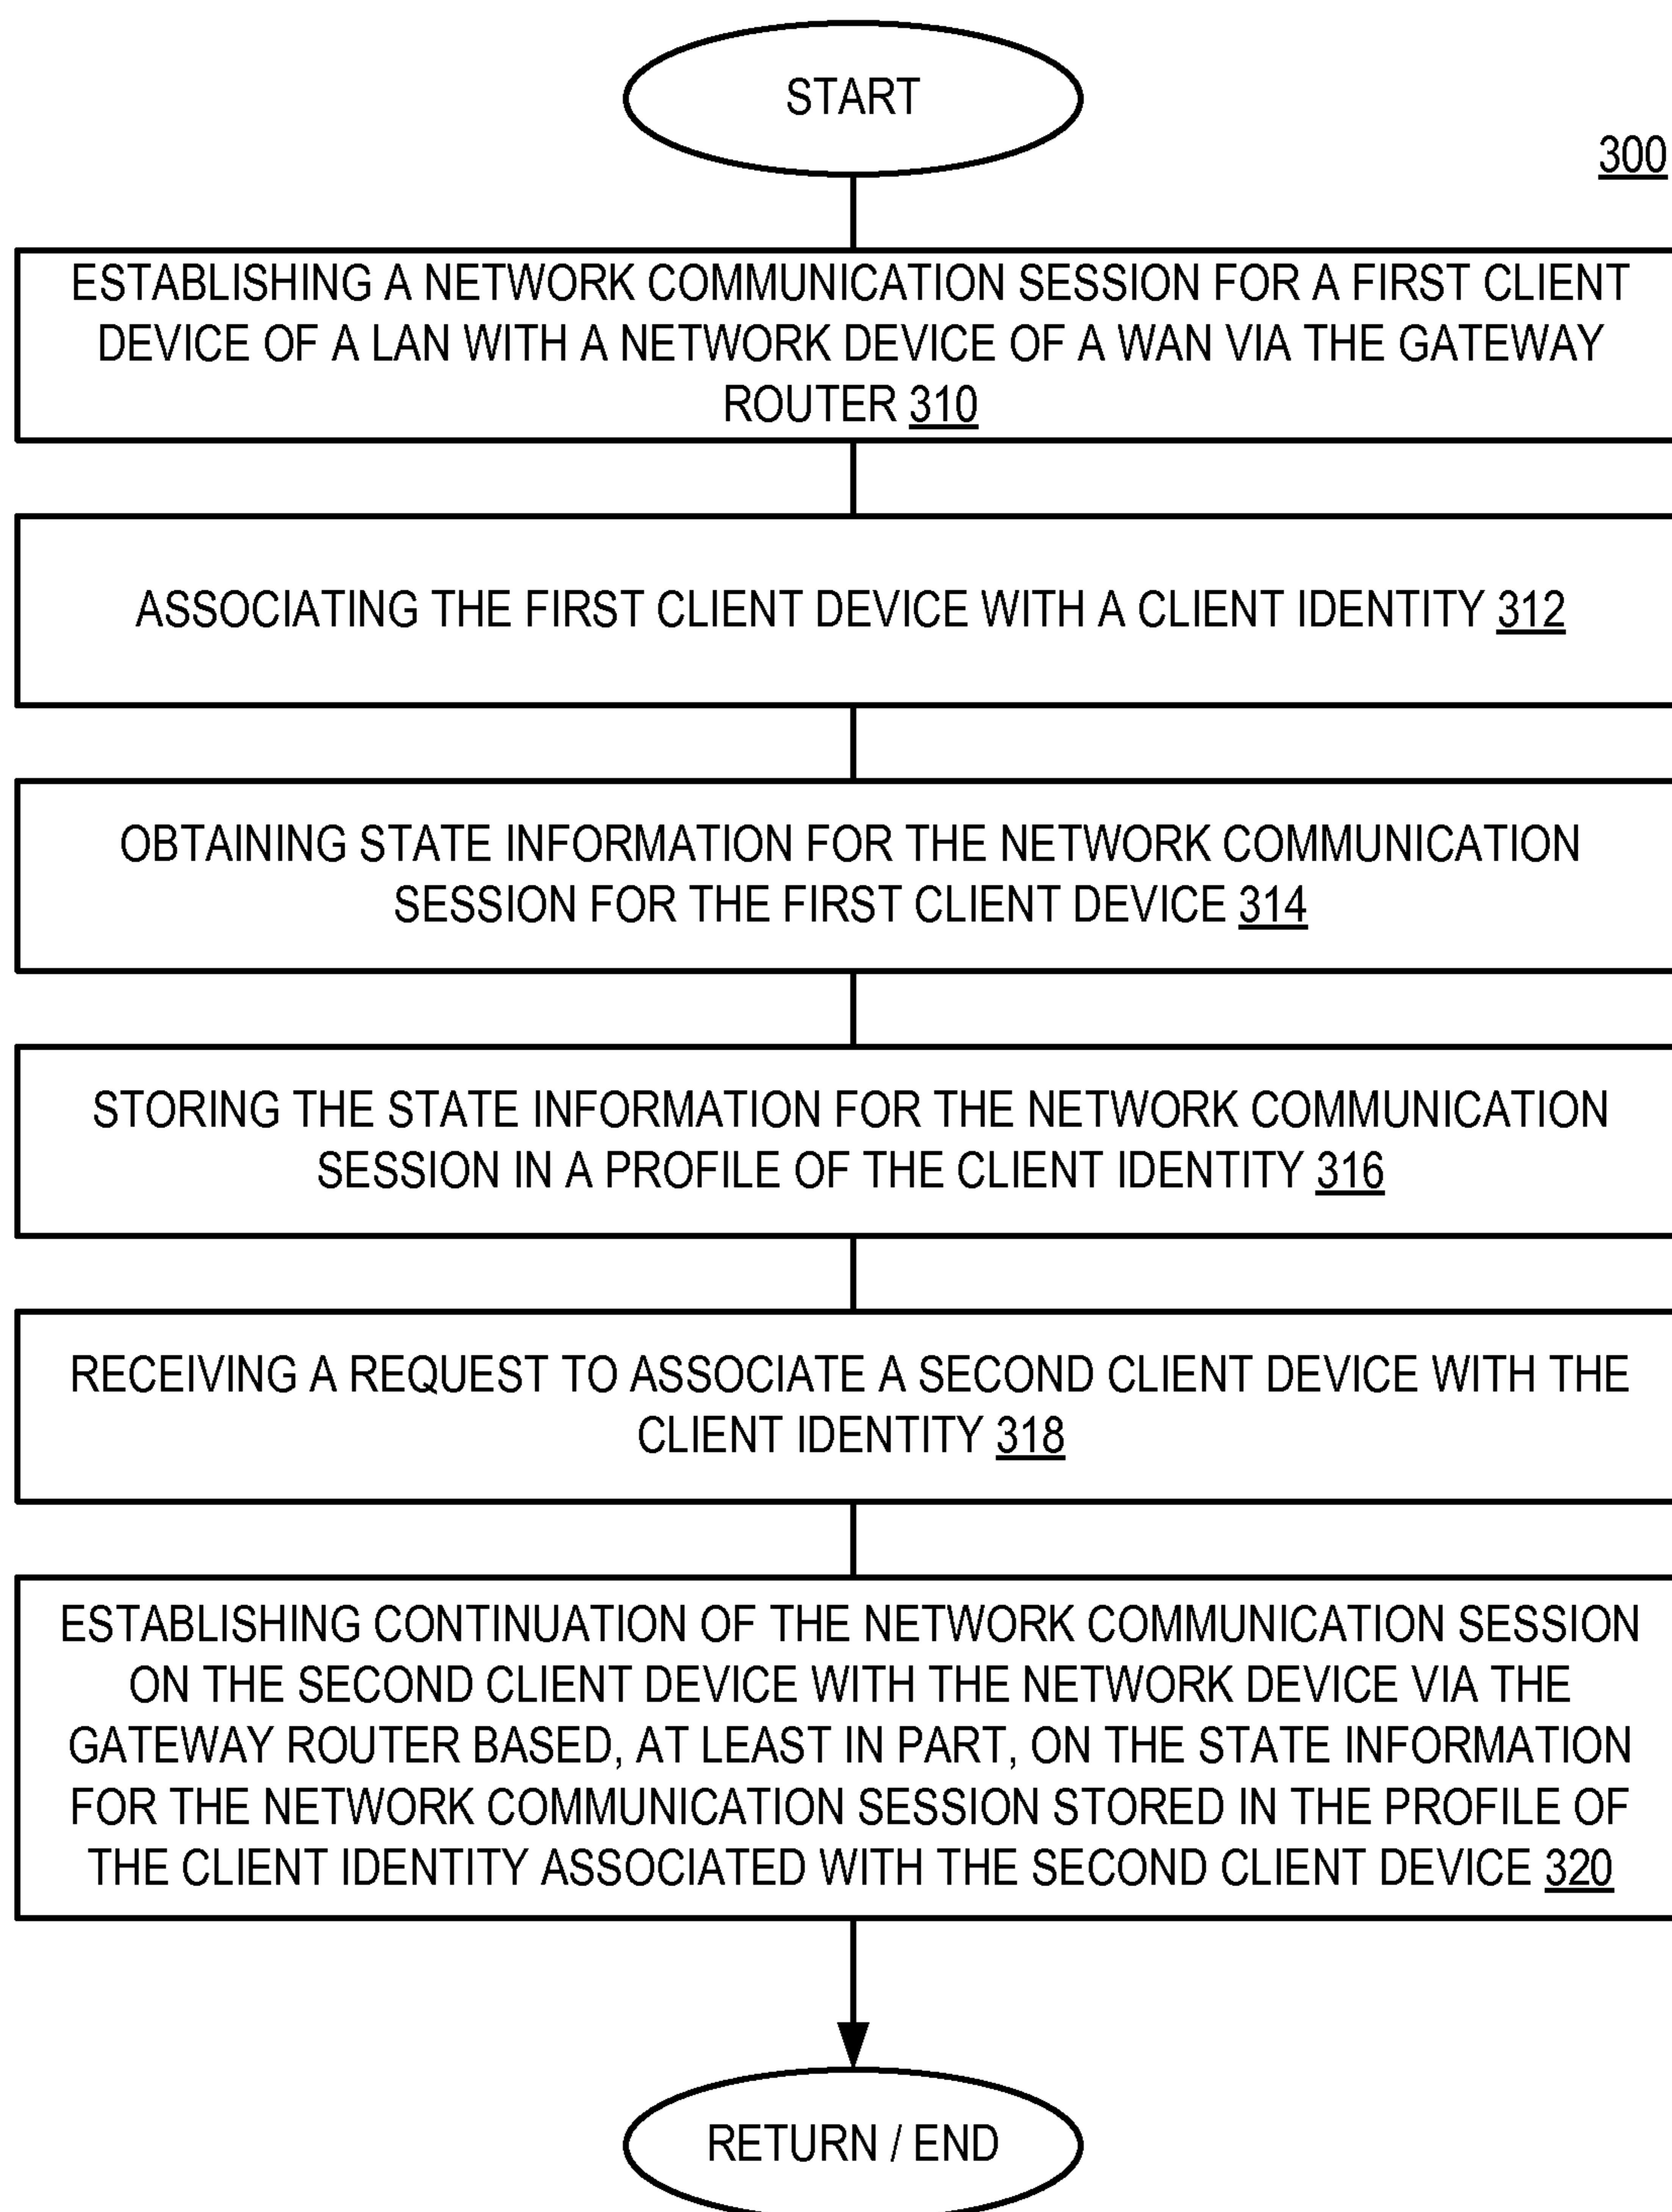 START
300
ESTABLISHING A NETWORK COMMUNICATION SESSION FOR A FIRST CLIENT
DEVICE OF A LAN WITH A NETWORK DEVICE OF A WAN VIA THE GATEWAY
ROUTER 310
ASSOCIATING THE FIRST CLIENT DEVICE WITH A CLIENT IDENTITY 312
OBTAINING STATE INFORMATION FOR THE NETWORK COMMUNICATION
SESSION FOR THE FIRST CLIENT DEVICE 314
STORING THE STATE INFORMATION FOR THE NETWORK COMMUNICATION
SESSION IN A PROFILE OF THE CLIENT IDENTITY 316
RECEIVING A REQUEST TO ASSOCIATE A SECOND CLIENT DEVICE WITH THE
CLIENT IDENTITY 318
ESTABLISHING CONTINUATION OF THE NETWORK COMMUNICATION SESSION
ON THE SECOND CLIENT DEVICE WITH THE NETWORK DEVICE VIA THE
GATEWAY ROUTER BASED, AT LEAST IN PART, ON THE STATE INFORMATION
FOR THE NETWORK COMMUNICATION SESSION STORED IN THE PROFILE OF
THE CLIENT IDENTITY ASSOCIATED WITH THE SECOND CLIENT DEVICE 320
RETURN / END